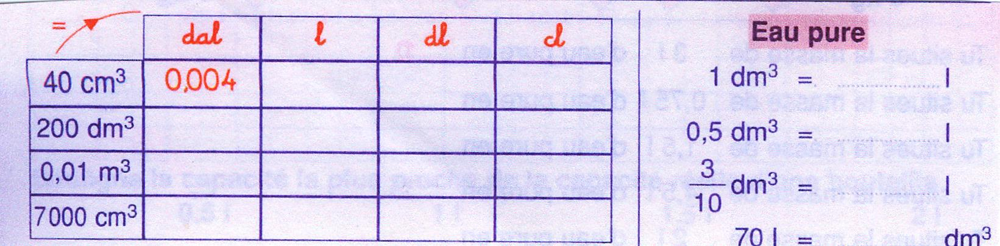 = dal l dl cl
40 cm³ 0,004
200 dm³
0,01 m³
7000 cm³
Eau pure
1 dm³ = .................... l
0,5 dm³ = .................... l
3/10 dm³ = .................... l
70 l = dm³